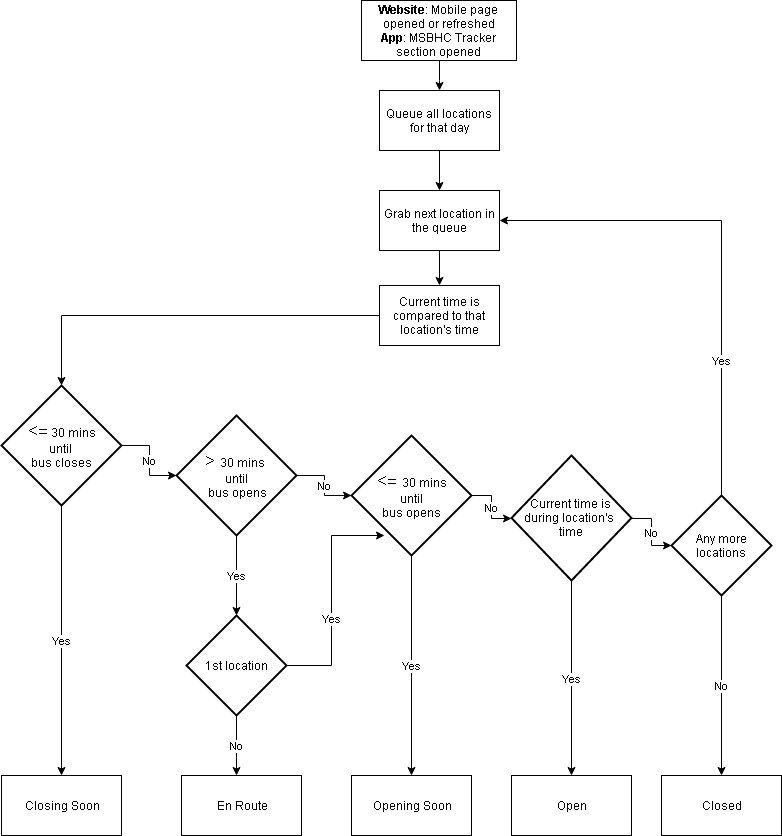 Website: Mobile page
opened or refreshed
App: MSBHC Tracker
section opened
Queue all locations
for that day
Grab next location in
the queue
Current time is
compared to that
location's time
Yes
<= 30 mins
until
bus closes
No
> 30 mins
until
bus opens
No
<= 30 mins
until
bus opens
No
Current time is
during location's
time
No
Any more
locations
Yes
Yes
1st location
Yes
No
Yes
Yes
No
Closing Soon
En Route
Opening Soon
Open
Closed